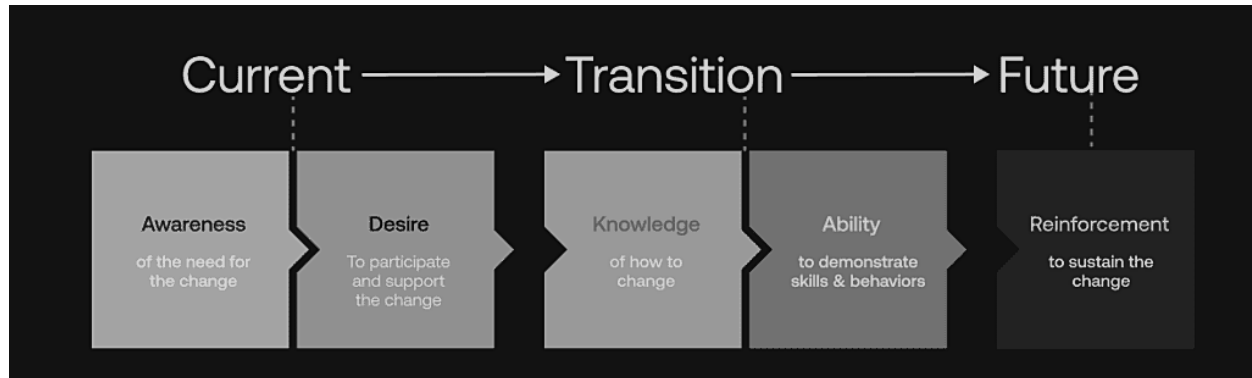 Current Transition Future
Awareness
of the need for
the change
Desire
To participate
and support
the change
Knowledge
of how to
change
Ability
to demonstrate
skills & behaviors
Reinforcement
to sustain the
change